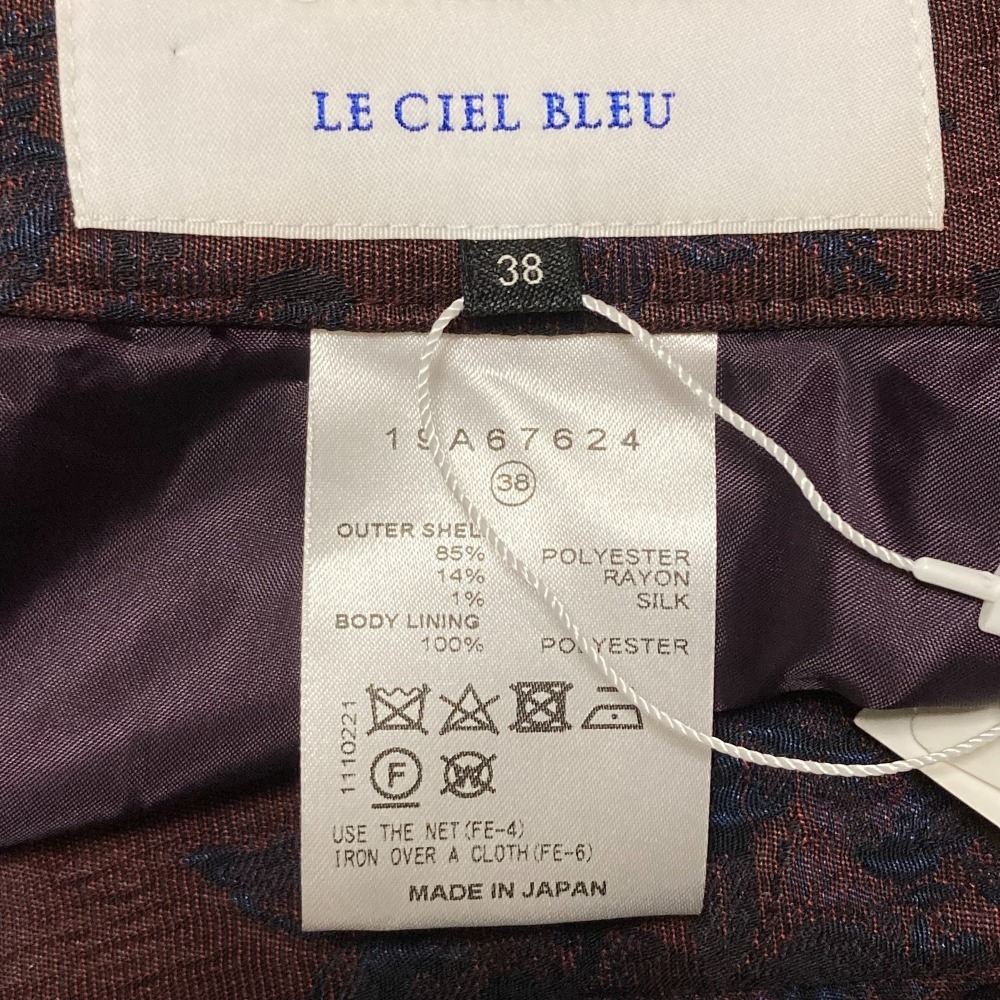 LE CIEL BLEU
38
19A67624
38
OUTER SHELL
85% POLYESTER
14% RAYON
1% SILK
BODY LINING
100% POLYESTER
1110221
F W
USE THE NET(FE-4)
IRON OVER A CLOTH(FE-6)
MADE IN JAPAN